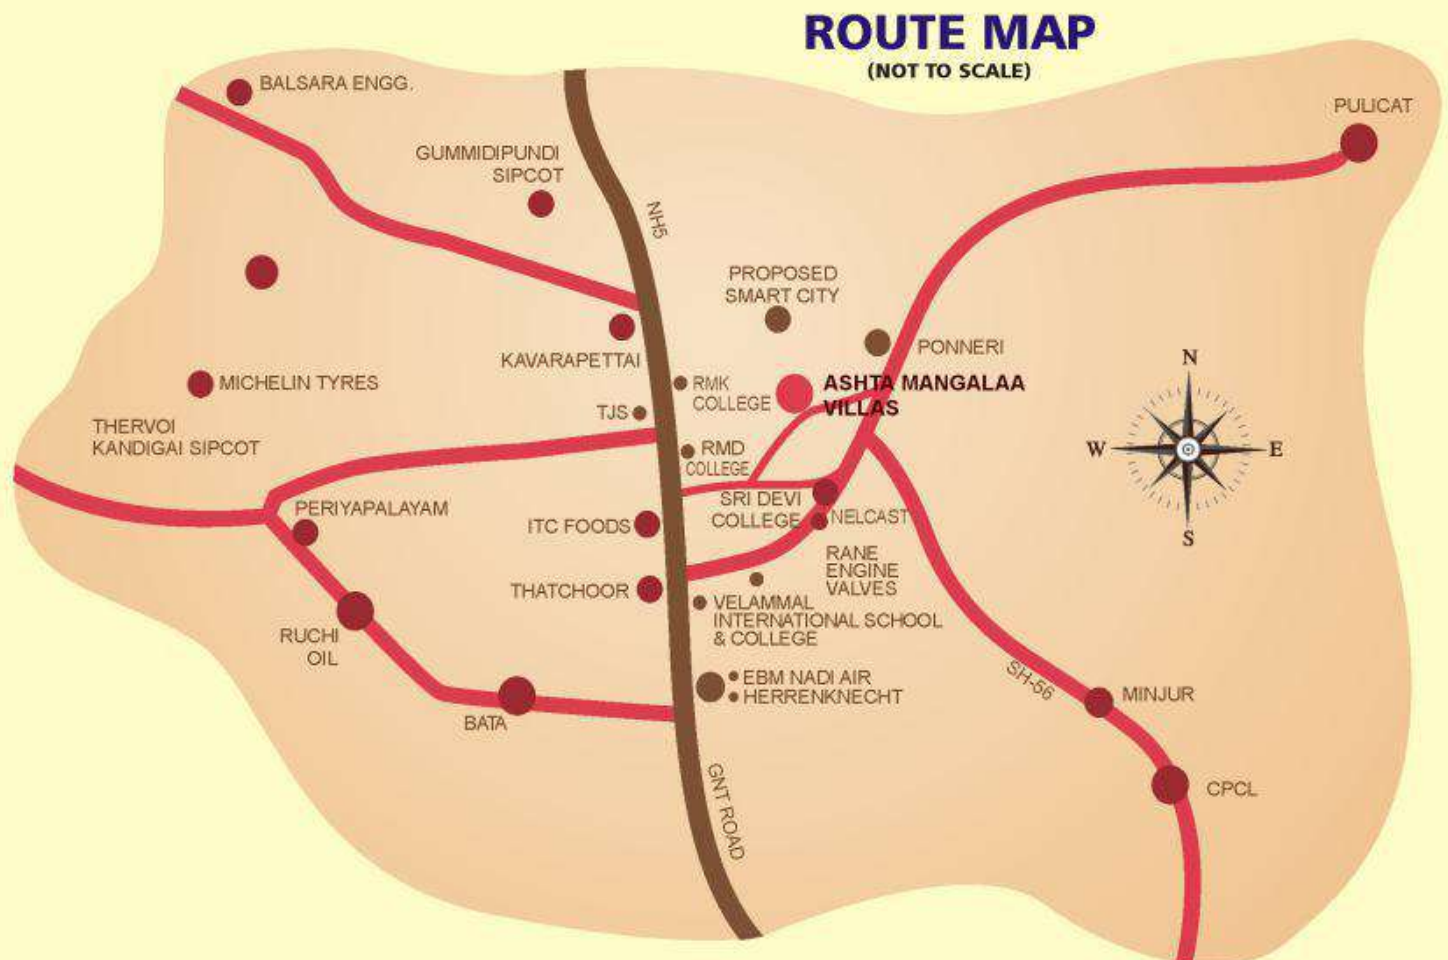 ROUTE MAP
(NOT TO SCALE)
BALSARA ENGG.
PULICAT
GUMMIDIPUNDI
SIPCOT
NH5
PROPOSED
SMART CITY
PONNERI
KAVARAPETTAI
N
MICHELIN TYRES
RMK
COLLEGE
ASHTA MANGALAA
VILLAS
TJS
THERVOI
KANDIGAI SIPCOT
RMD
COLLEGE
W
E
S
PERIYAPALAYAM
SRI DEVI
COLLEGE
ITC FOODS
NELCAST
RANE
ENGINE
VALVES
THATCHOOR
VELAMMAL
INTERNATIONAL SCHOOL
& COLLEGE
RUCHI
OIL
EBM NADI AIR
HERRENKNECHT
SH-56
MINJUR
BATA
CPCL
GNT ROAD